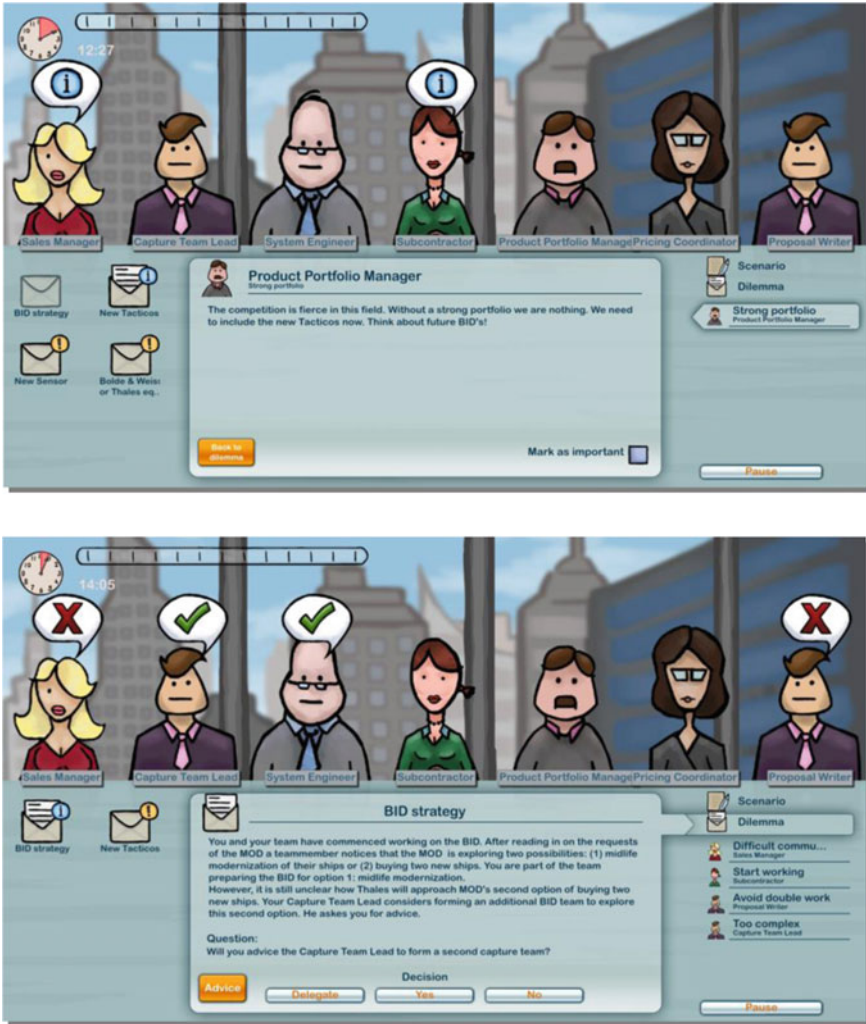 12:27
Sales Manager
Capture Team Lead
System Engineer
Subcontractor
Product Portfolio Manage
Pricing Coordinator
Proposal Writer
BID strategy
New Tacticos
New Sensor
Bolde & Weis
or Thales eq..
Product Portfolio Manager
Strong portfolio
The competition is fierce in this field. Without a strong portfolio we are nothing. We need
to include the new Tacticos now. Think about future BID's!
Back to
dilemma
Mark as important
Scenario
Dilemma
Strong portfolio
Product Portfolio Manager
Pause
14:05
Sales Manager
Capture Team Lead
System Engineer
Subcontractor
Product Portfolio Manage
Pricing Coordinator
Proposal Writer
BID strategy
New Tacticos
BID strategy
You and your team have commenced working on the BID. After reading in on the requests
of the MOD a teammember notices that the MOD is exploring two possibilities: (1) midlife
modernization of their ships or (2) buying two new ships. You are part of the team
preparing the BID for option 1: midlife modernization.
However, it is still unclear how Thales will approach MOD's second option of buying two
new ships. Your Capture Team Lead considers forming an additional BID team to explore
this second option. He askes you for advice.
Question:
Will you advice the Capture Team Lead to form a second capture team?
Advice
Decision
Delegate
Yes
No
Scenario
Dilemma
Difficult commu...
Sales Manager
Start working
Subcontractor
Avoid double work
Proposal Writer
Too complex
Capture Team Lead
Pause